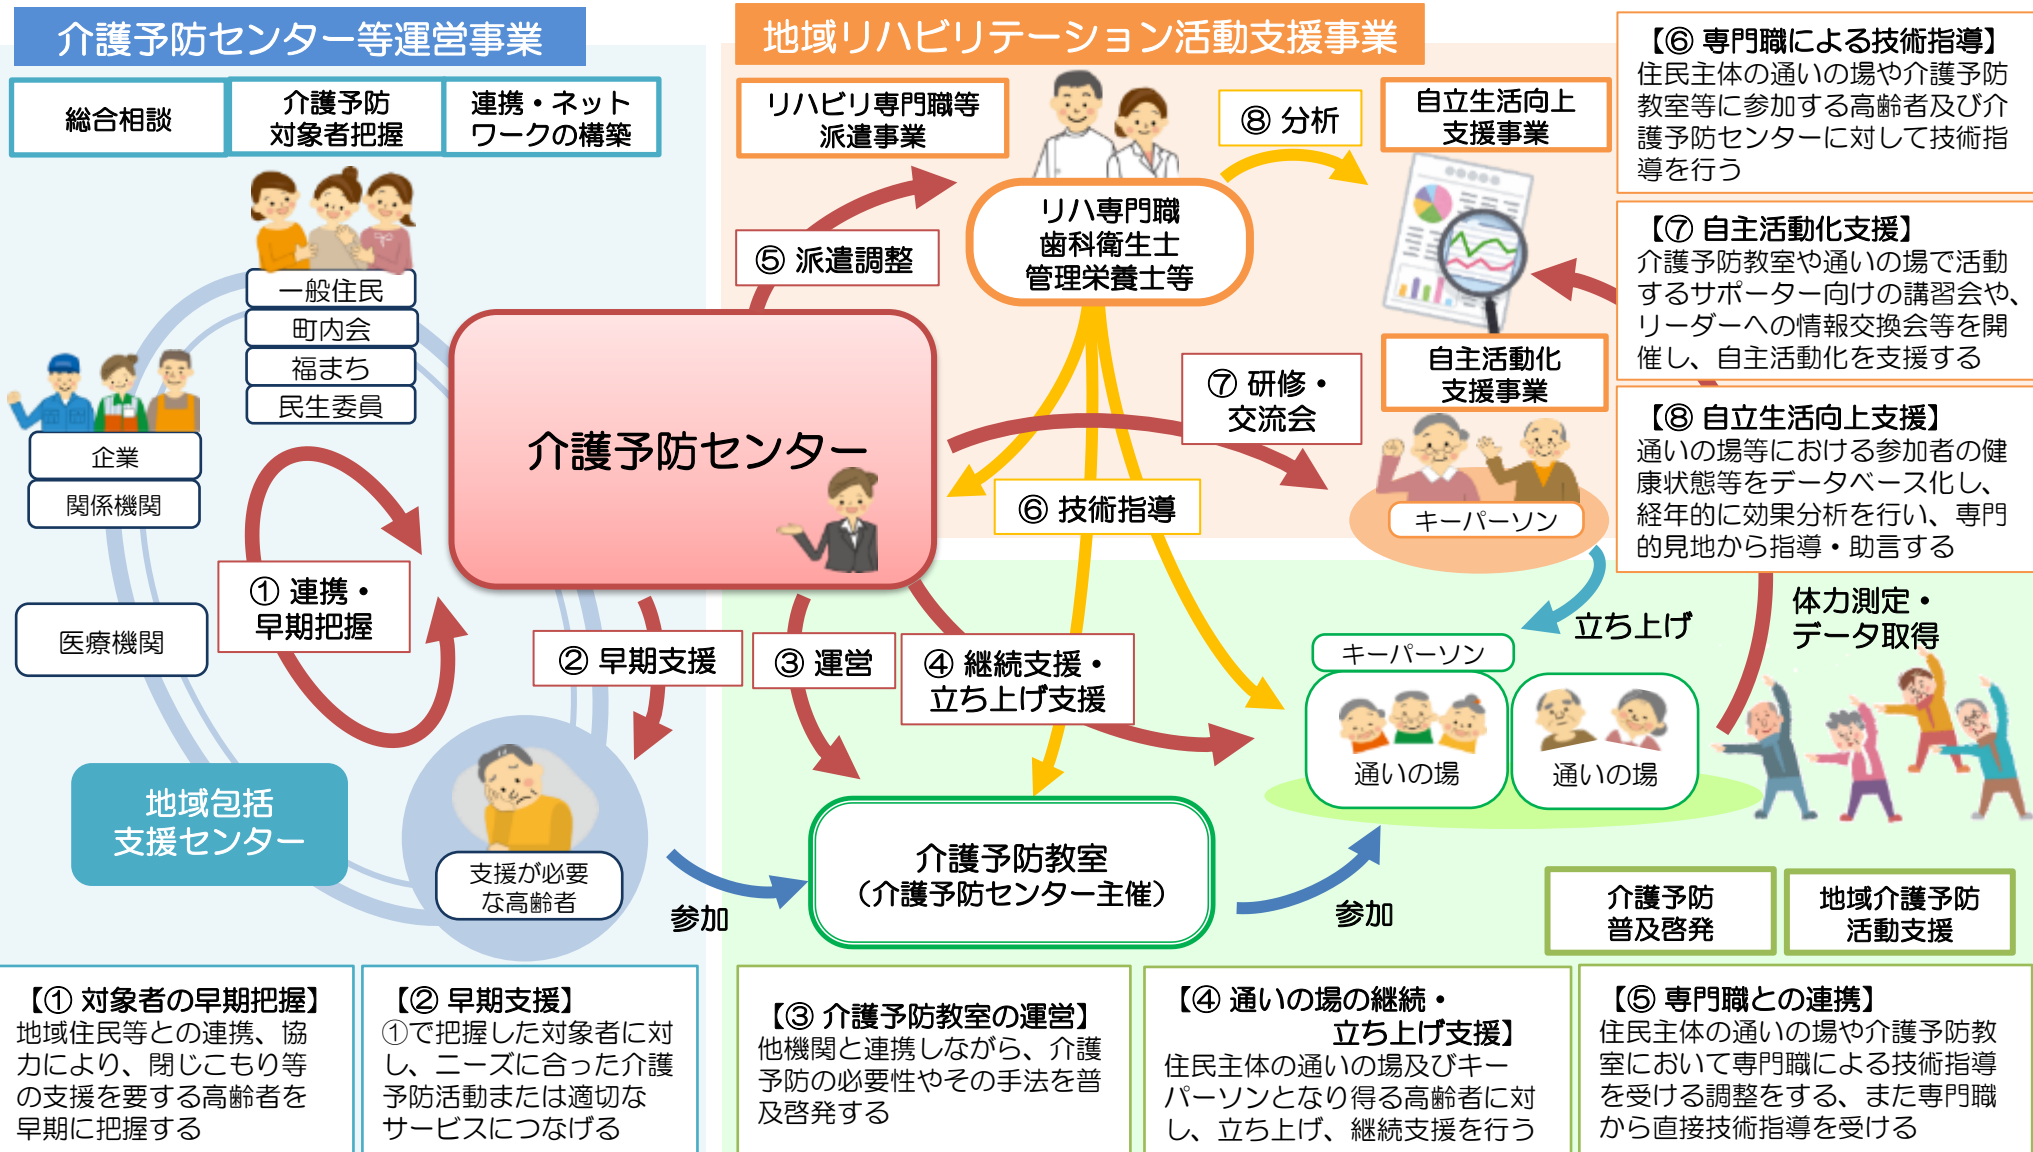 介護予防センター等運営事業
総合相談
介護予防
対象者把握
連携・ネット
ワークの構築
一般住民
町内会
福まち
民生委員
企業
関係機関
医療機関
① 連携・
早期把握
地域包括
支援センター
支援が必要
な高齢者
介護予防センター
② 早期支援
③ 運営
④ 継続支援・
立ち上げ支援
地域リハビリテーション活動支援事業
リハビリ専門職等
派遣事業
⑤ 派遣調整
リハ専門職
歯科衛生士
管理栄養士等
⑧ 分析
自立生活向上
支援事業
⑦ 研修・
交流会
自主活動化
支援事業
キーパーソン
⑥ 技術指導
立ち上げ
体力測定・
データ取得
キーパーソン
通いの場
通いの場
参加
介護予防教室
（介護予防センター主催）
参加
介護予防
普及啓発
地域介護予防
活動支援
【⑥ 専門職による技術指導】
住民主体の通いの場や介護予防
教室等に参加する高齢者及び介
護予防センターに対して技術指
導を行う
【⑦ 自主活動化支援】
介護予防教室や通いの場で活動
するサポーター向けの講習会や、
リーダーへの情報交換会等を開
催し、自主活動化を支援する
【⑧ 自立生活向上支援】
通いの場等における参加者の健
康状態等をデータベース化し、
経年的に効果分析を行い、専門
的見地から指導・助言する
【① 対象者の早期把握】
地域住民等との連携、協
力により、閉じこもり等
の支援を要する高齢者を
早期に把握する
【② 早期支援】
①で把握した対象者に対
し、ニーズに合った介護
予防活動または適切な
サービスにつなげる
【③ 介護予防教室の運営】
他機関と連携しながら、介護
予防の必要性やその手法を普
及啓発する
【④ 通いの場の継続・
立ち上げ支援】
住民主体の通いの場及びキー
パーソンとなり得る高齢者に対
し、立ち上げ、継続支援を行う
【⑤ 専門職との連携】
住民主体の通いの場や介護予防教
室において専門職による技術指導
を受ける調整をする、また専門職
から直接技術指導を受ける